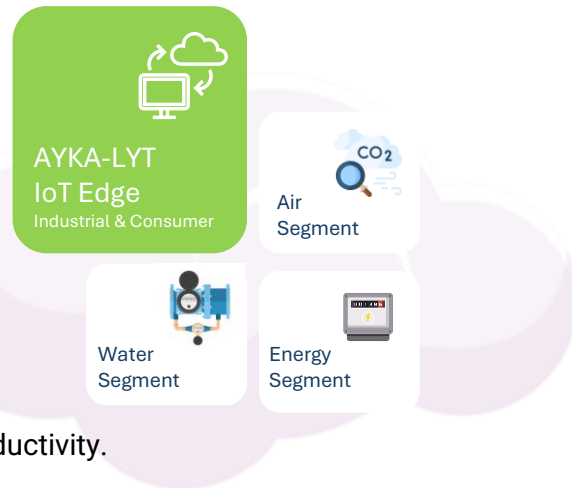 AYKA-LYT
IoT Edge
Industrial & Consumer
CO2
Air
Segment
Water
Segment
Energy
Segment
ductivity.